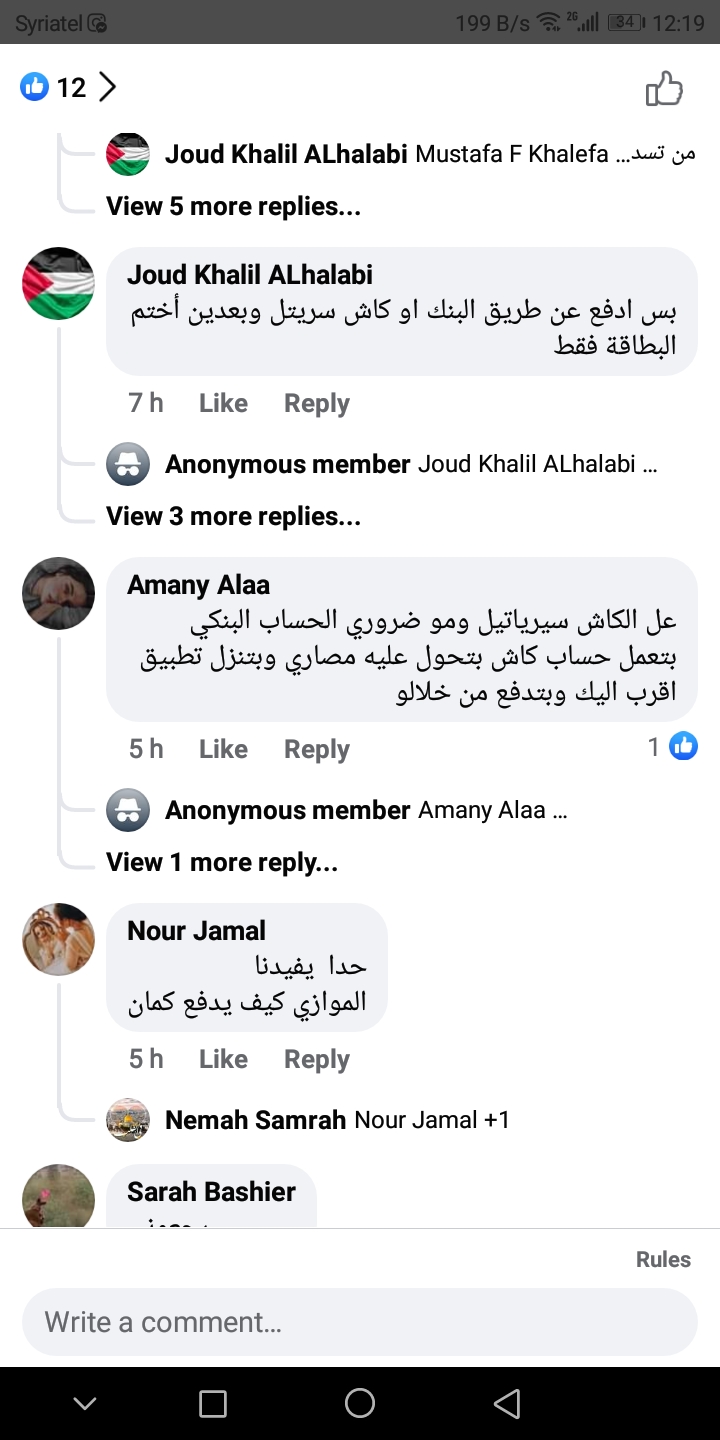 Syriatel 199 B/s 26 34 12:19
12
Joud Khalil ALhalabi Mustafa F Khalefa من تسد...
View 5 more replies...
Joud Khalil ALhalabi
بس ادفع عن طريق البنك او كاش سريتل وبعدين أختم
البطاقة فقط
7 h Like Reply
Anonymous member Joud Khalil ALhalabi ...
View 3 more replies...
Amany Alaa
عل الكاش سيرياتيل ومو ضروري الحساب البنكي
بتعمل حساب كاش بتحول عليه مصاري وبتنزل تطبيق
اقرب اليك وبتدفع من خلالو
5 h Like Reply 1
Anonymous member Amany Alaa ...
View 1 more reply...
Nour Jamal
حدا يفيدنا
الموازي كيف يدفع كمان
5 h Like Reply
Nemah Samrah Nour Jamal +1
Sarah Bashier
Rules
Write a comment...